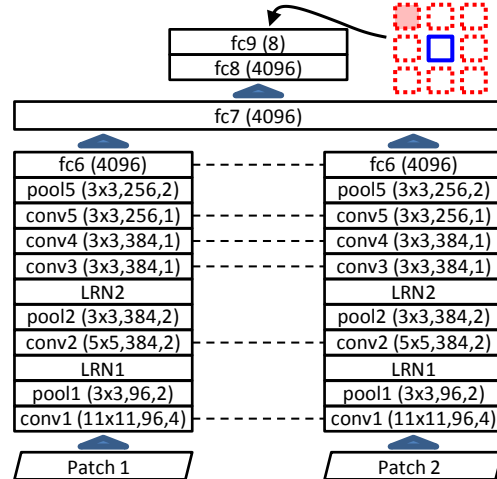 fc9 (8)
fc8 (4096)
fc7 (4096)
fc6 (4096)
pool5 (3x3,256,2)
conv5 (3x3,256,1)
conv4 (3x3,384,1)
conv3 (3x3,384,1)
LRN2
pool2 (3x3,384,2)
conv2 (5x5,384,2)
LRN1
pool1 (3x3,96,2)
conv1 (11x11,96,4)
Patch 1
fc6 (4096)
pool5 (3x3,256,2)
conv5 (3x3,256,1)
conv4 (3x3,384,1)
conv3 (3x3,384,1)
LRN2
pool2 (3x3,384,2)
conv2 (5x5,384,2)
LRN1
pool1 (3x3,96,2)
conv1 (11x11,96,4)
Patch 2